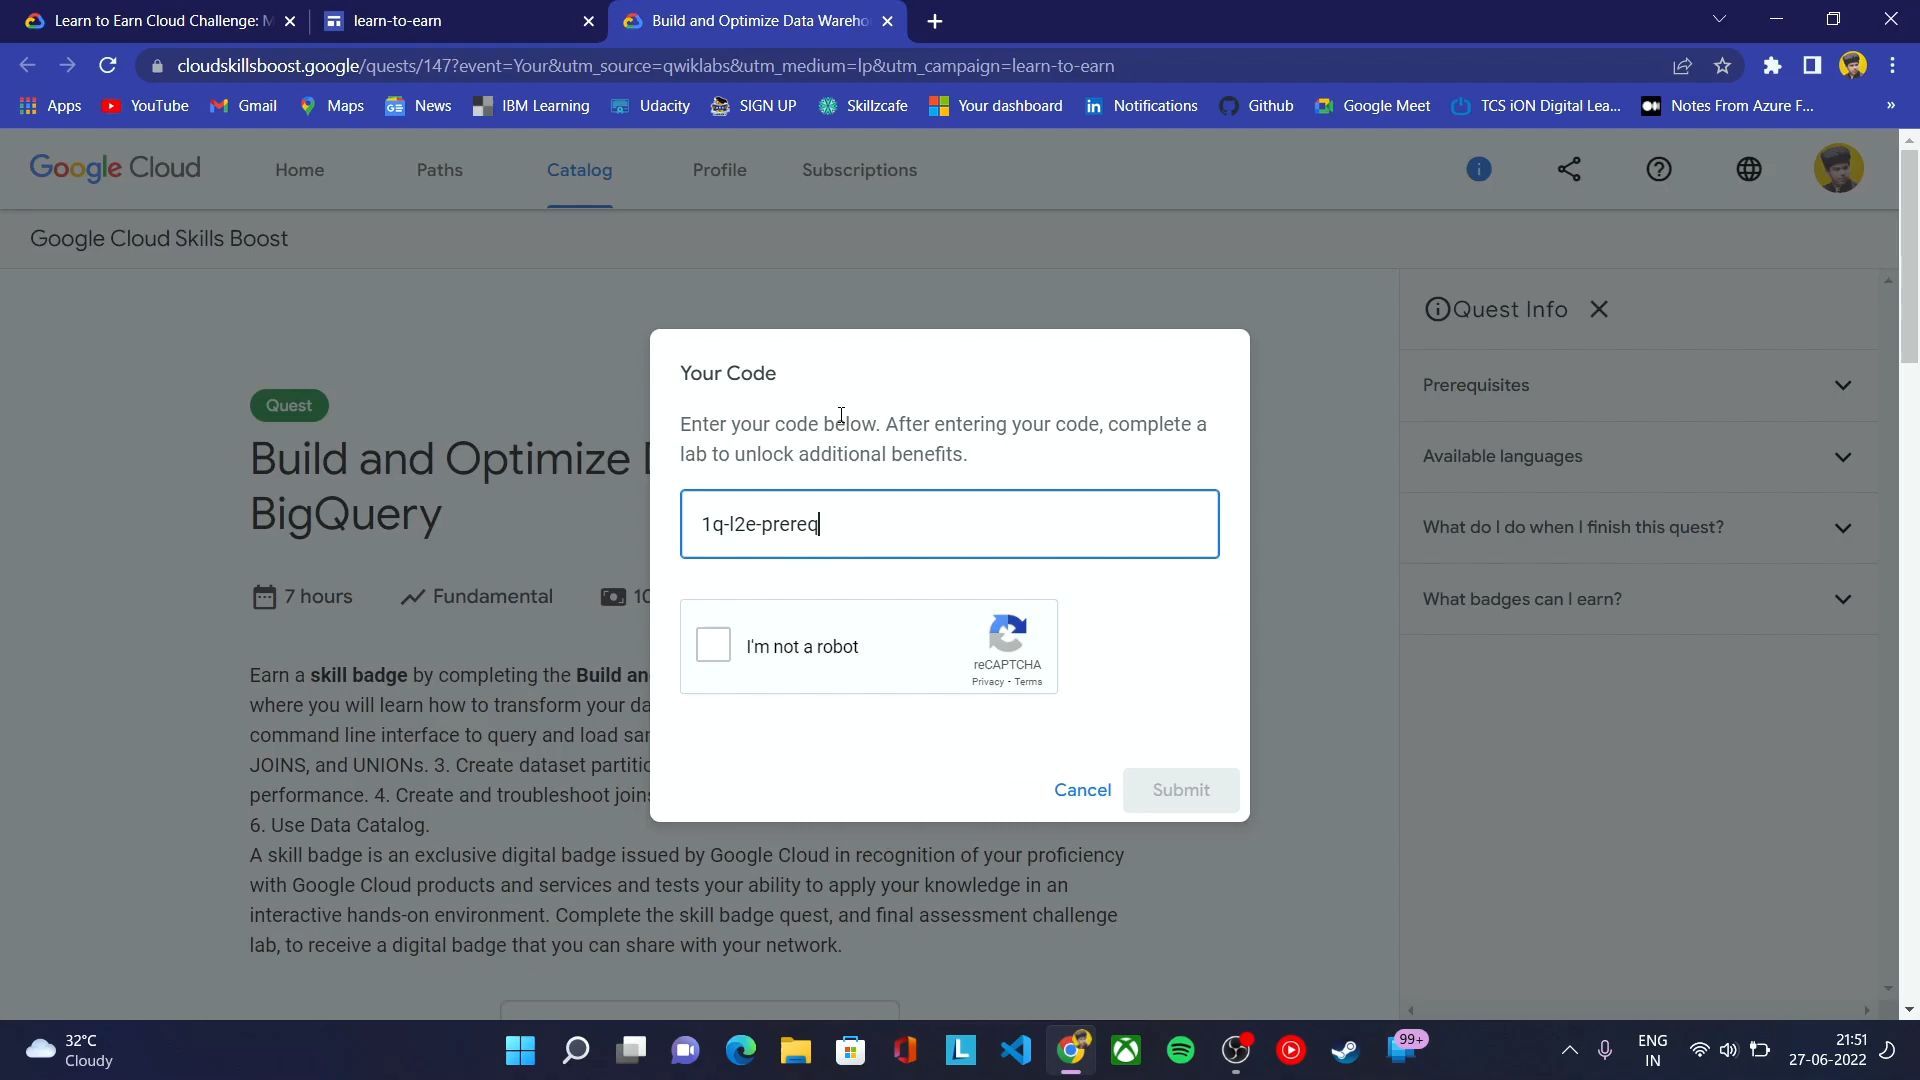 Learn to Earn Cloud Challenge: M
learn-to-earn
Build and Optimize Data Wareho
cloudskillsboost.google/quests/147?event=Your&utm_source=qwiklabs&utm_medium=lp&utm_campaign=learn-to-earn
Apps
YouTube
Gmail
Maps
News
IBM Learning
Udacity
SIGN UP
Skillzcafe
Your dashboard
Notifications
Github
Google Meet
TCS iON Digital Lea...
Notes From Azure F...
»
Google Cloud
Home
Paths
Catalog
Profile
Subscriptions
Google Cloud Skills Boost
Quest
Build and Optimize
BigQuery
7 hours
Fundamental
Earn a skill badge by completing the Build an
where you will learn how to transform your da
command line interface to query and load sa
JOINS, and UNIONs. 3. Create dataset partitic
performance. 4. Create and troubleshoot join
6. Use Data Catalog.
A skill badge is an exclusive digital badge issued by Google Cloud in recognition of your proficiency
with Google Cloud products and services and tests your ability to apply your knowledge in an
interactive hands-on environment. Complete the skill badge quest, and final assessment challenge
lab, to receive a digital badge that you can share with your network.
Your Code
Enter your code below. After entering your code, complete a
lab to unlock additional benefits.
1q-l2e-prereq
I'm not a robot
reCAPTCHA
Privacy - Terms
Cancel
Submit
Quest Info
Prerequisites
Available languages
What do I do when I finish this quest?
What badges can I earn?
32°C
Cloudy
99+
ENG
IN
21:51
27-06-2022